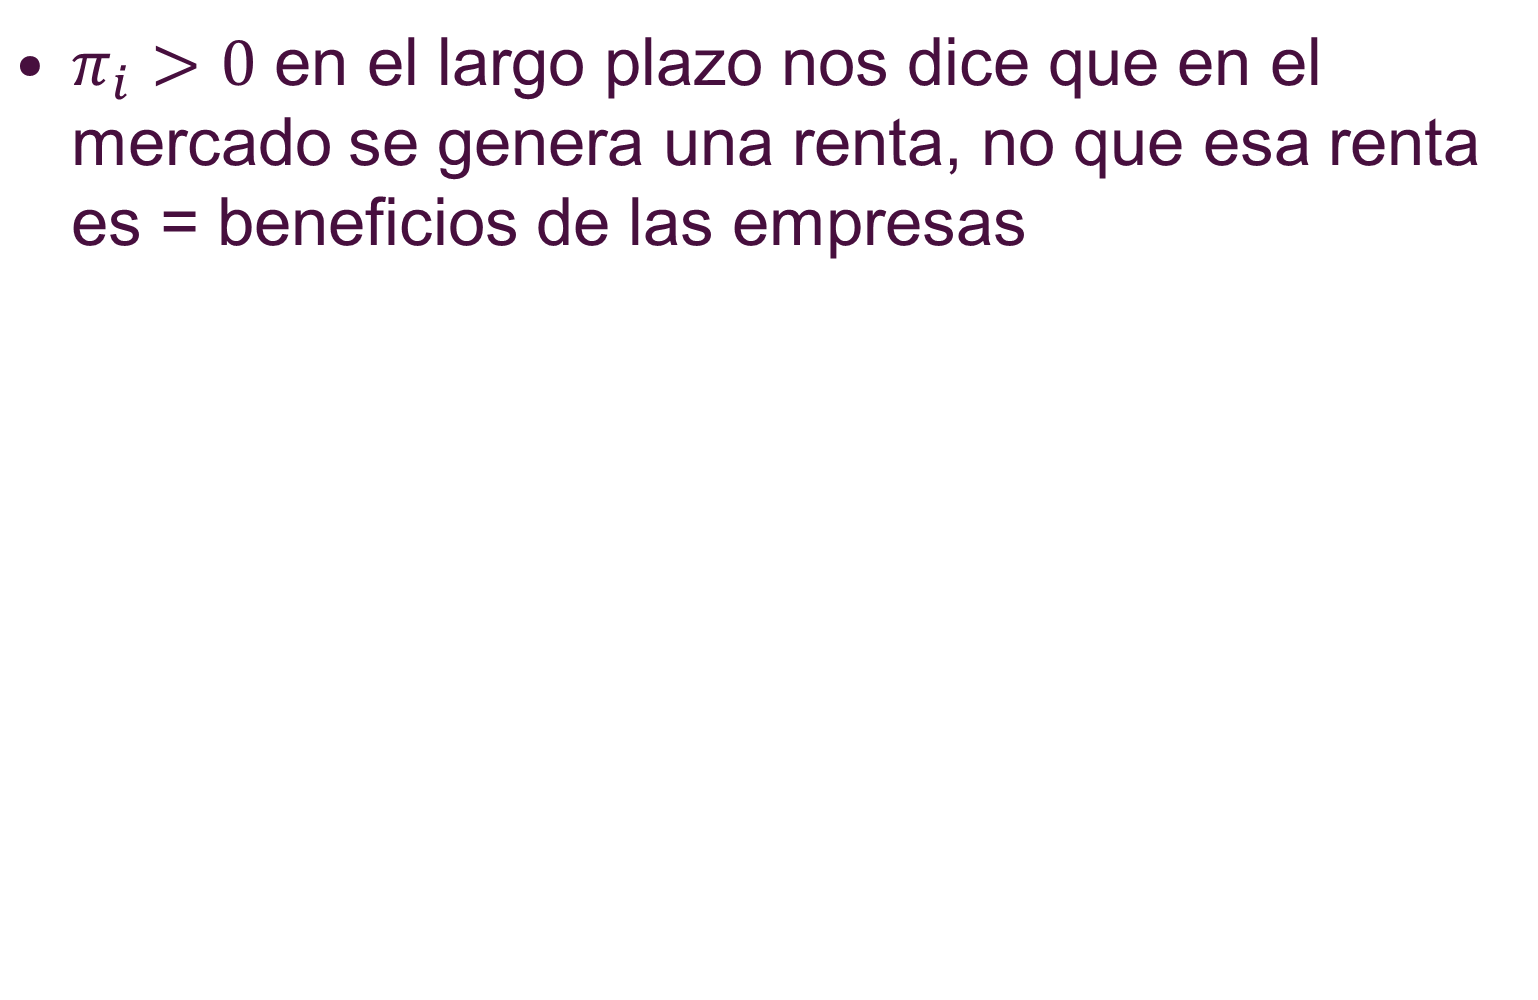 • 𝜋ᵢ > 0 en el largo plazo nos dice que en el
mercado se genera una renta, no que esa renta
es = beneficios de las empresas